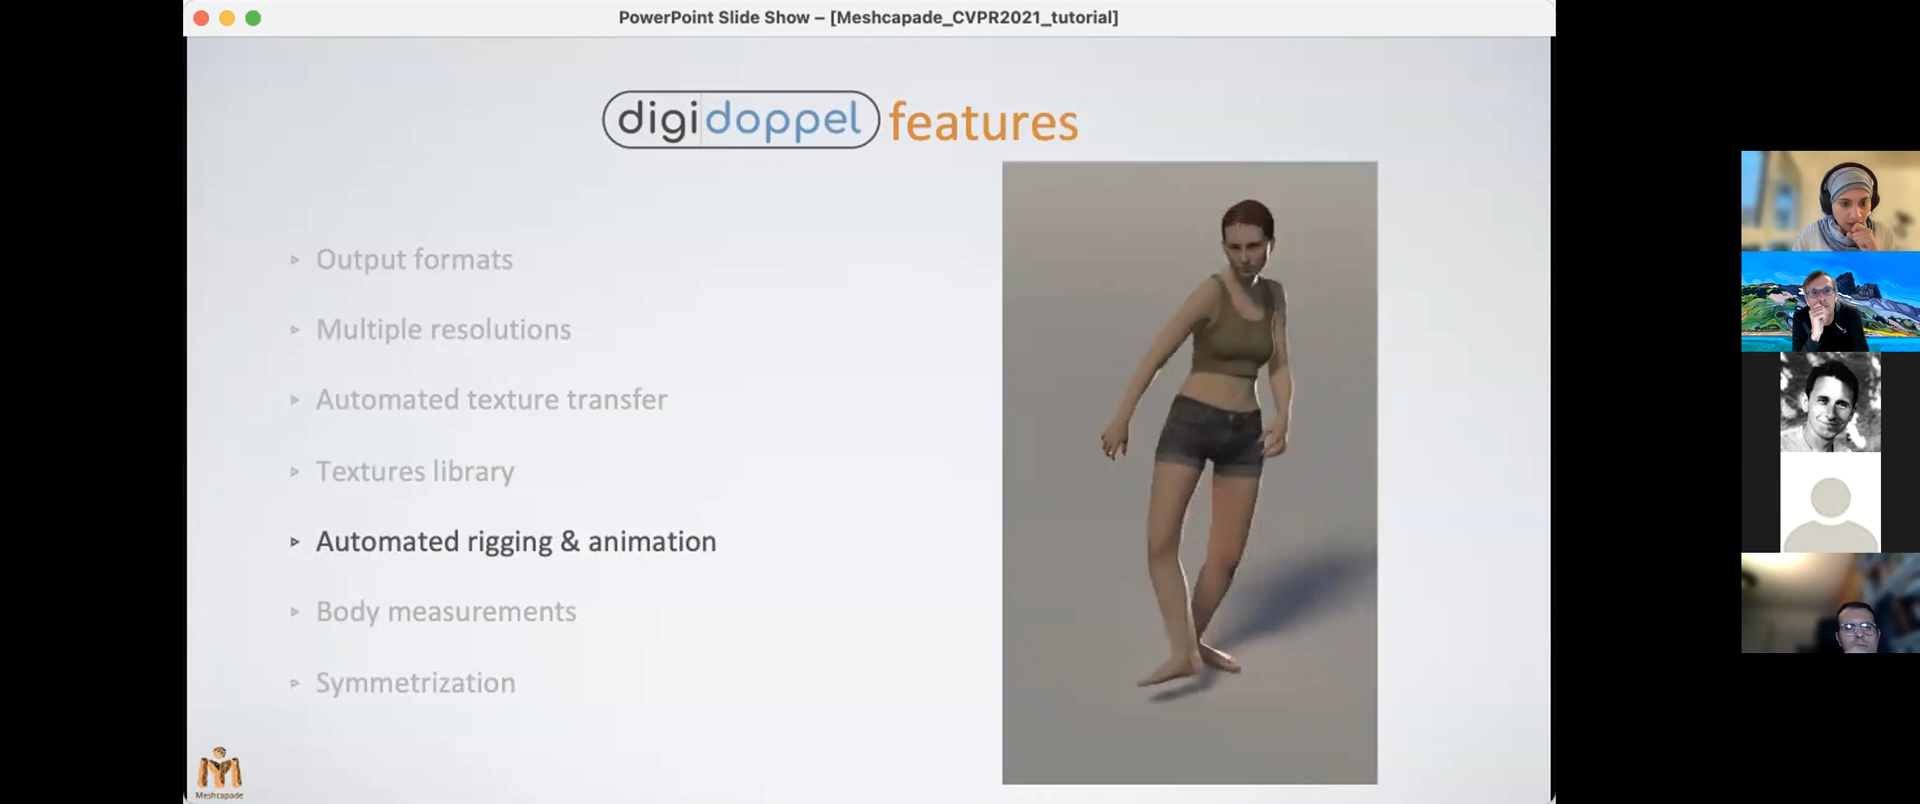 PowerPoint Slide Show – [Meshcapade_CVPR2021_tutorial]
digidoppel features
Output formats
Multiple resolutions
Automated texture transfer
Textures library
Automated rigging & animation
Body measurements
Symmetrization
Meshcapade